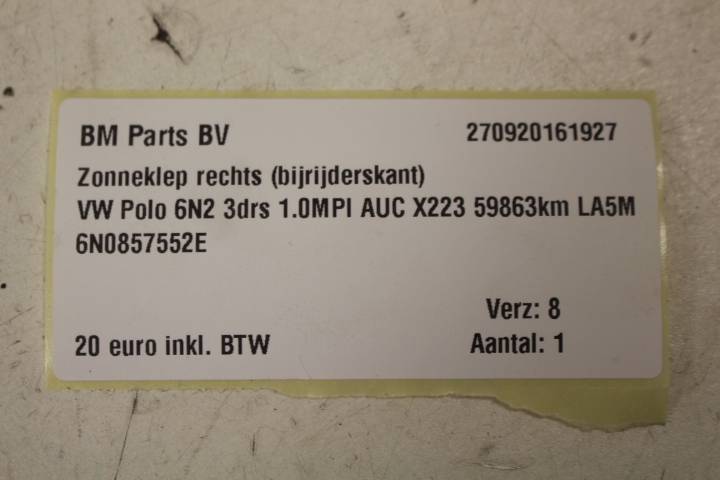 BM Parts BV 270920161927
Zonneklep rechts (bijrijderskant)
VW Polo 6N2 3drs 1.0MPI AUC X223 59863km LA5M
6N0857552E
Verz: 8
20 euro inkl. BTW Aantal: 1